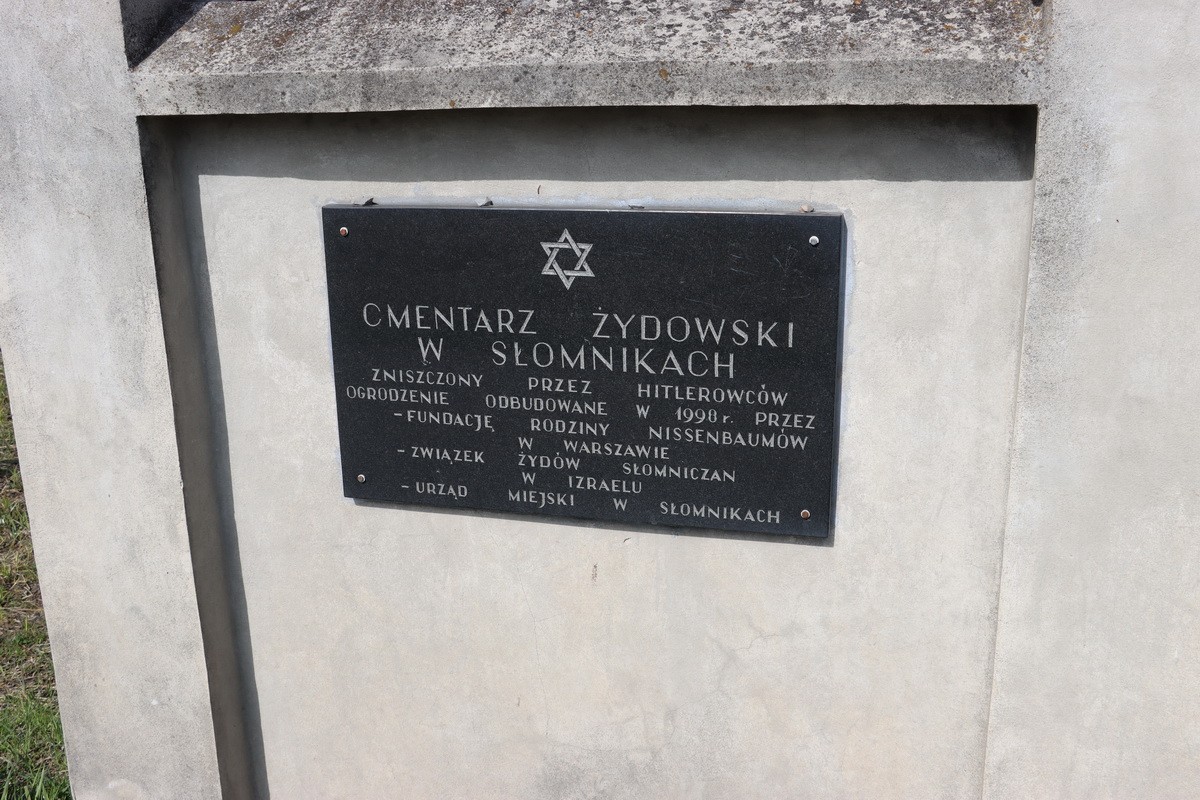 CMENTARZ ŻYDOWSKI
W SŁOMNIKACH
ZNISZCZONY PRZEZ HITLEROWCÓW
OGRODZENIE ODBUDOWANE W 1998 r. PRZEZ
-FUNDACJĘ RODZINY NISSENBAUMÓW
W WARSZAWIE
-ZWIĄZEK ŻYDÓW SŁOMNICZAN
W IZRAELU
-URZĄD MIEJSKI W SŁOMNIKACH